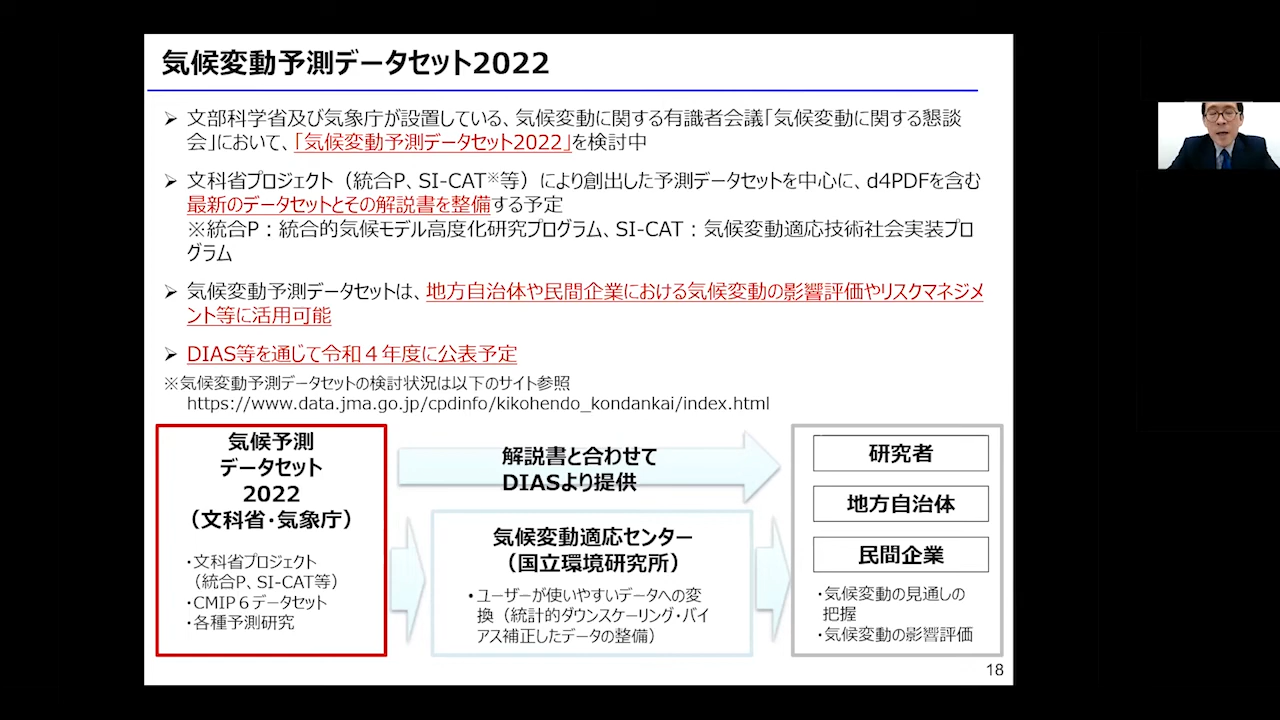 気候変動予測データセット2022
➢ 文部科学省及び気象庁が設置している、気候変動に関する有識者会議「気候変動に関する懇談
会」において、「気候変動予測データセット2022」を検討中
➢ 文科省プロジェクト（統合P、SI-CAT※等）により創出した予測データセットを中心に、d4PDFを含む
最新のデータセットとその解説書を整備する予定
※統合P：統合的気候モデル高度化研究プログラム、SI-CAT：気候変動適応技術社会実装プロ
グラム
➢ 気候変動予測データセットは、地方自治体や民間企業における気候変動の影響評価やリスクマネジメ
ント等に活用可能
➢ DIAS等を通じて令和４年度に公表予定
※気候変動予測データセットの検討状況は以下のサイト参照
https://www.data.jma.go.jp/cpdinfo/kikohendo_kondankai/index.html
気候予測
データセット
2022
（文科省・気象庁）
・文科省プロジェクト
（統合P、SI-CAT等）
・CMIP６データセット
・各種予測研究
解説書と合わせて
DIASより提供
気候変動適応センター
（国立環境研究所）
・ユーザーが使いやすいデータへの変
換（統計的ダウンスケーリング・バイ
アス補正したデータの整備）
研究者
地方自治体
民間企業
・気候変動の見通しの
把握
・気候変動の影響評価
18